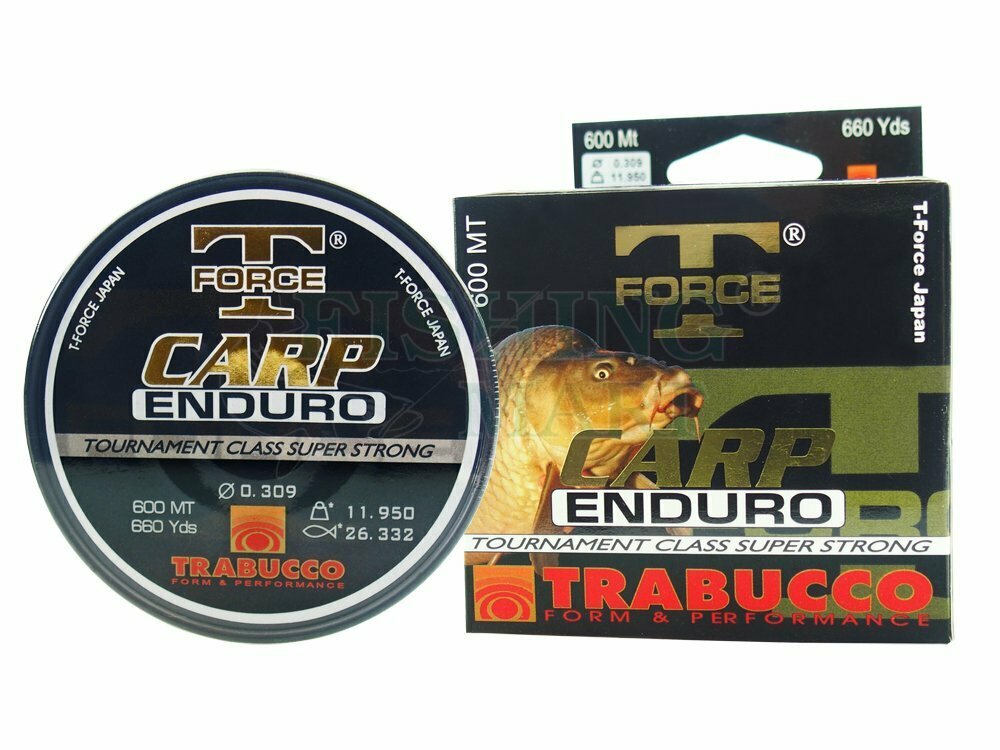 T ®
FORCE
T-FORCE JAPAN
T-FORCE JAPAN
CARP
ENDURO
TOURNAMENT CLASS SUPER STRONG
Ø 0.309
600 MT
660 Yds
* 11.950
* 26.332
TRABUCCO
FORM & PERFORMANCE
600 Mt
660 Yds
Ø 0.309
11.950
600 MT
T ®
FORCE
T-Force Japan
CARP
ENDURO
TOURNAMENT CLASS SUPER STRONG
TRABUCCO
FORM & PERFORMANCE
FISHING
MART